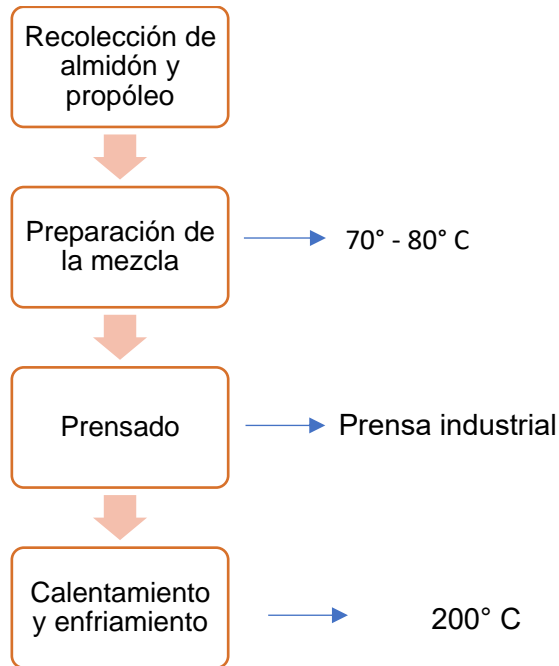 Recolección de
almidón y
propóleo
Preparación de
la mezcla
70° - 80° C
Prensado
Prensa industrial
Calentamiento
y enfriamiento
200° C